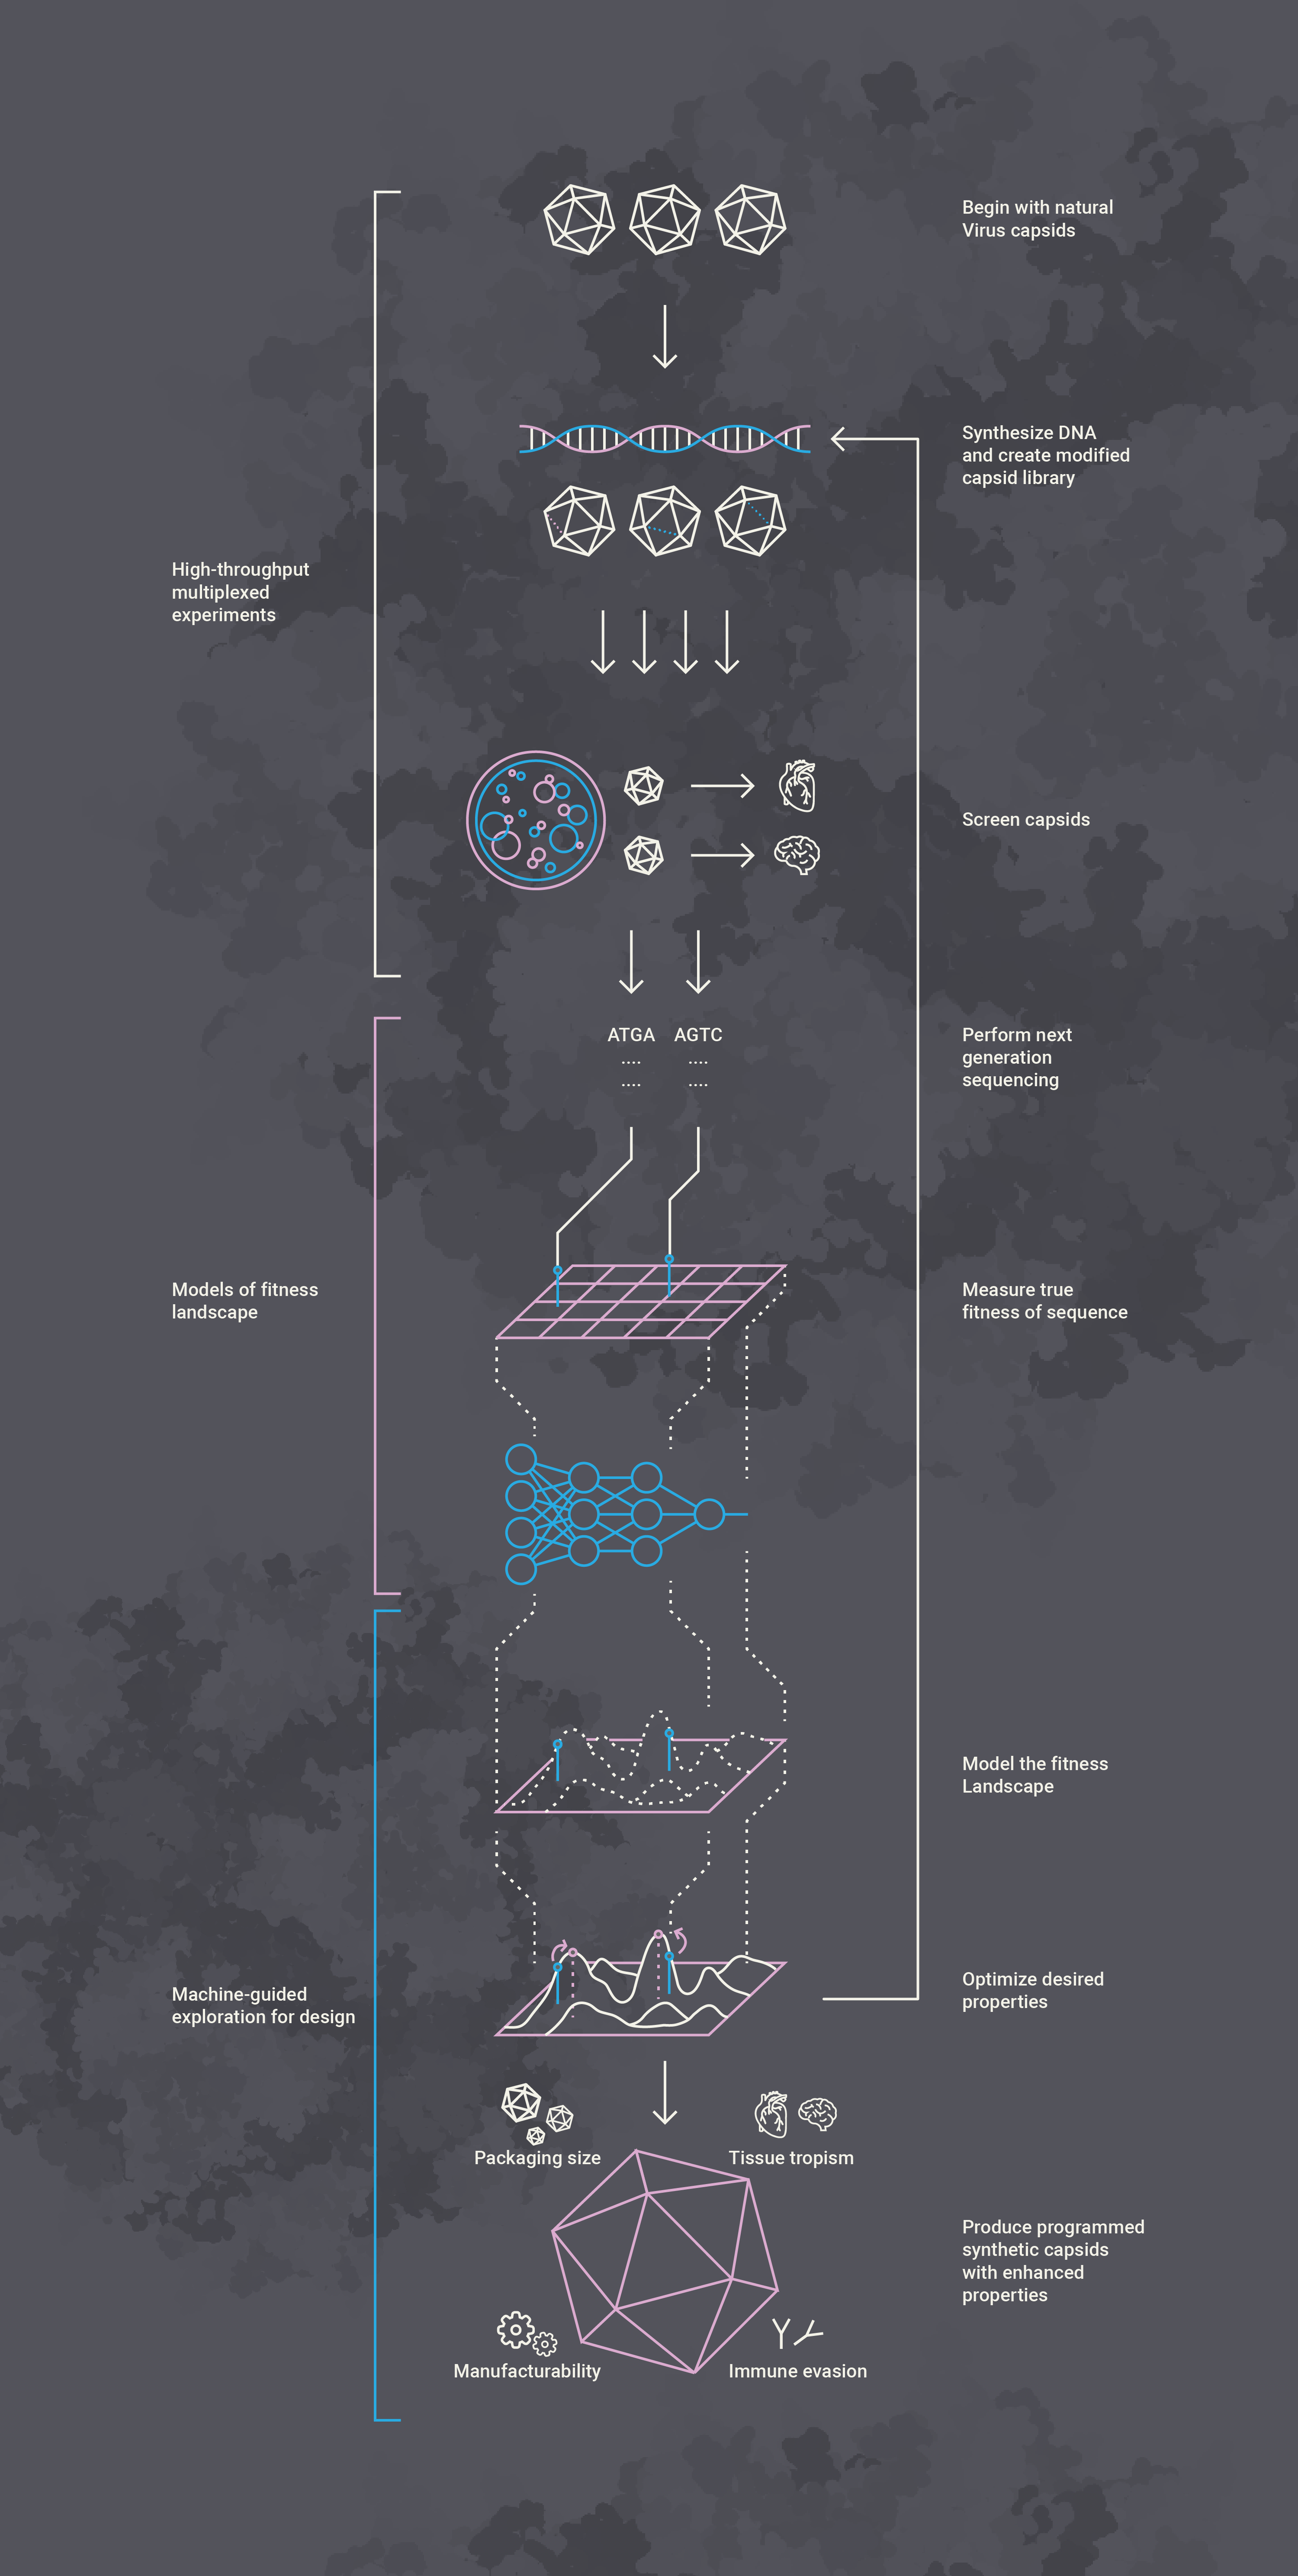 Begin with natural
Virus capsids
Synthesize DNA
and create modified
capsid library
High-throughput
multiplexed
experiments
Screen capsids
ATGA AGTC
.... ....
.... ....
Perform next
generation
sequencing
Models of fitness
landscape
Measure true
fitness of sequence
Model the fitness
Landscape
Machine-guided
exploration for design
Optimize desired
properties
Packaging size
Tissue tropism
Produce programmed
synthetic capsids
with enhanced
properties
Manufacturability
Immune evasion